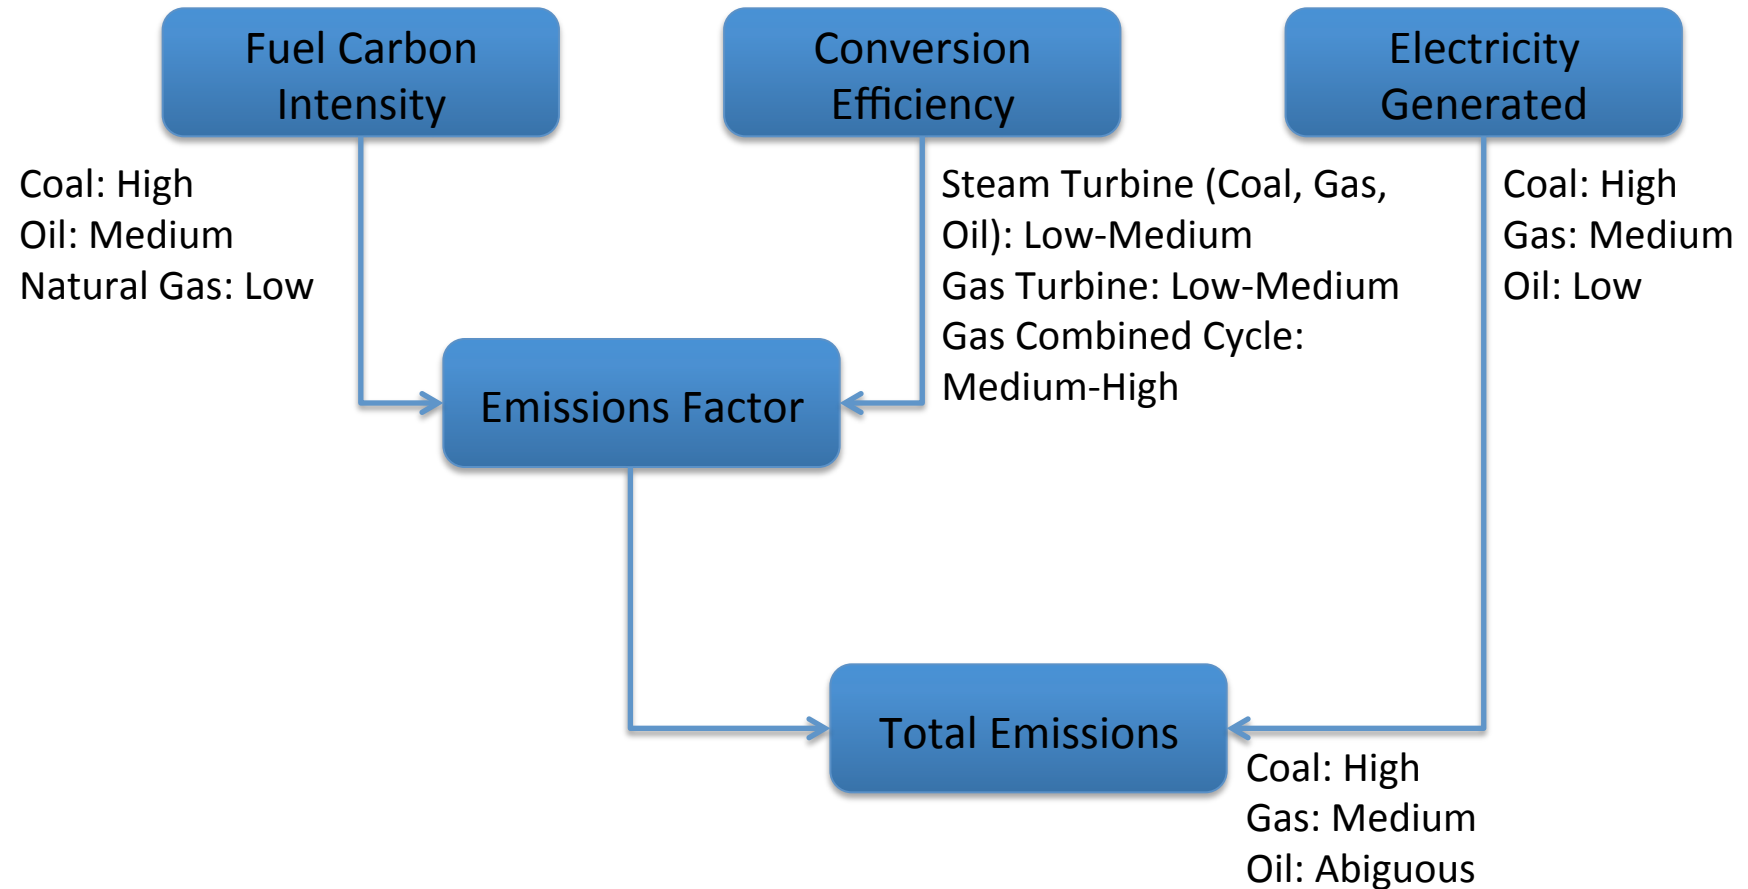 Fuel Carbon
Intensity
Conversion
Efficiency
Electricity
Generated
Coal: High
Oil: Medium
Natural Gas: Low
Steam Turbine (Coal, Gas,
Oil): Low-Medium
Gas Turbine: Low-Medium
Gas Combined Cycle:
Medium-High
Coal: High
Gas: Medium
Oil: Low
Emissions Factor
Total Emissions
Coal: High
Gas: Medium
Oil: Abiguous